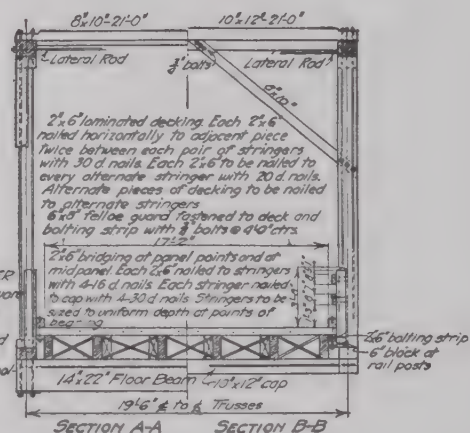 8"x10"-21'-0"
10"x12"-21'-0"
Lateral Rod
bolts
Lateral Rod
2"x6" laminated decking. Each 2"x6"
nailed horizontally to adjacent piece
twice between each pair of stringers
with 30 d. nails. Each 2"x6" to be nailed to
every alternate stringer with 20 d. nails.
Alternate pieces of decking to be nailed
to alternate stringers
6"x8" felloe guard fastened to deck and
bolting strip with bolts @ 4'0" ctrs.
17'-2"
2"x6" bridging at panel points and at
midpanel. Each 2"x6" nailed to stringers
with 4-16 d. nails. Each stringer nailed
to cap with 4-30 d. nails. Stringers to be
sized to uniform depth at points of
bearing
2"x6" bolting strip
6" block at
rail posts
14"x22" Floor Beam
10"x12" cap
19'-6" ¢ to ¢ Trusses
SECTION A-A
SECTION B-B